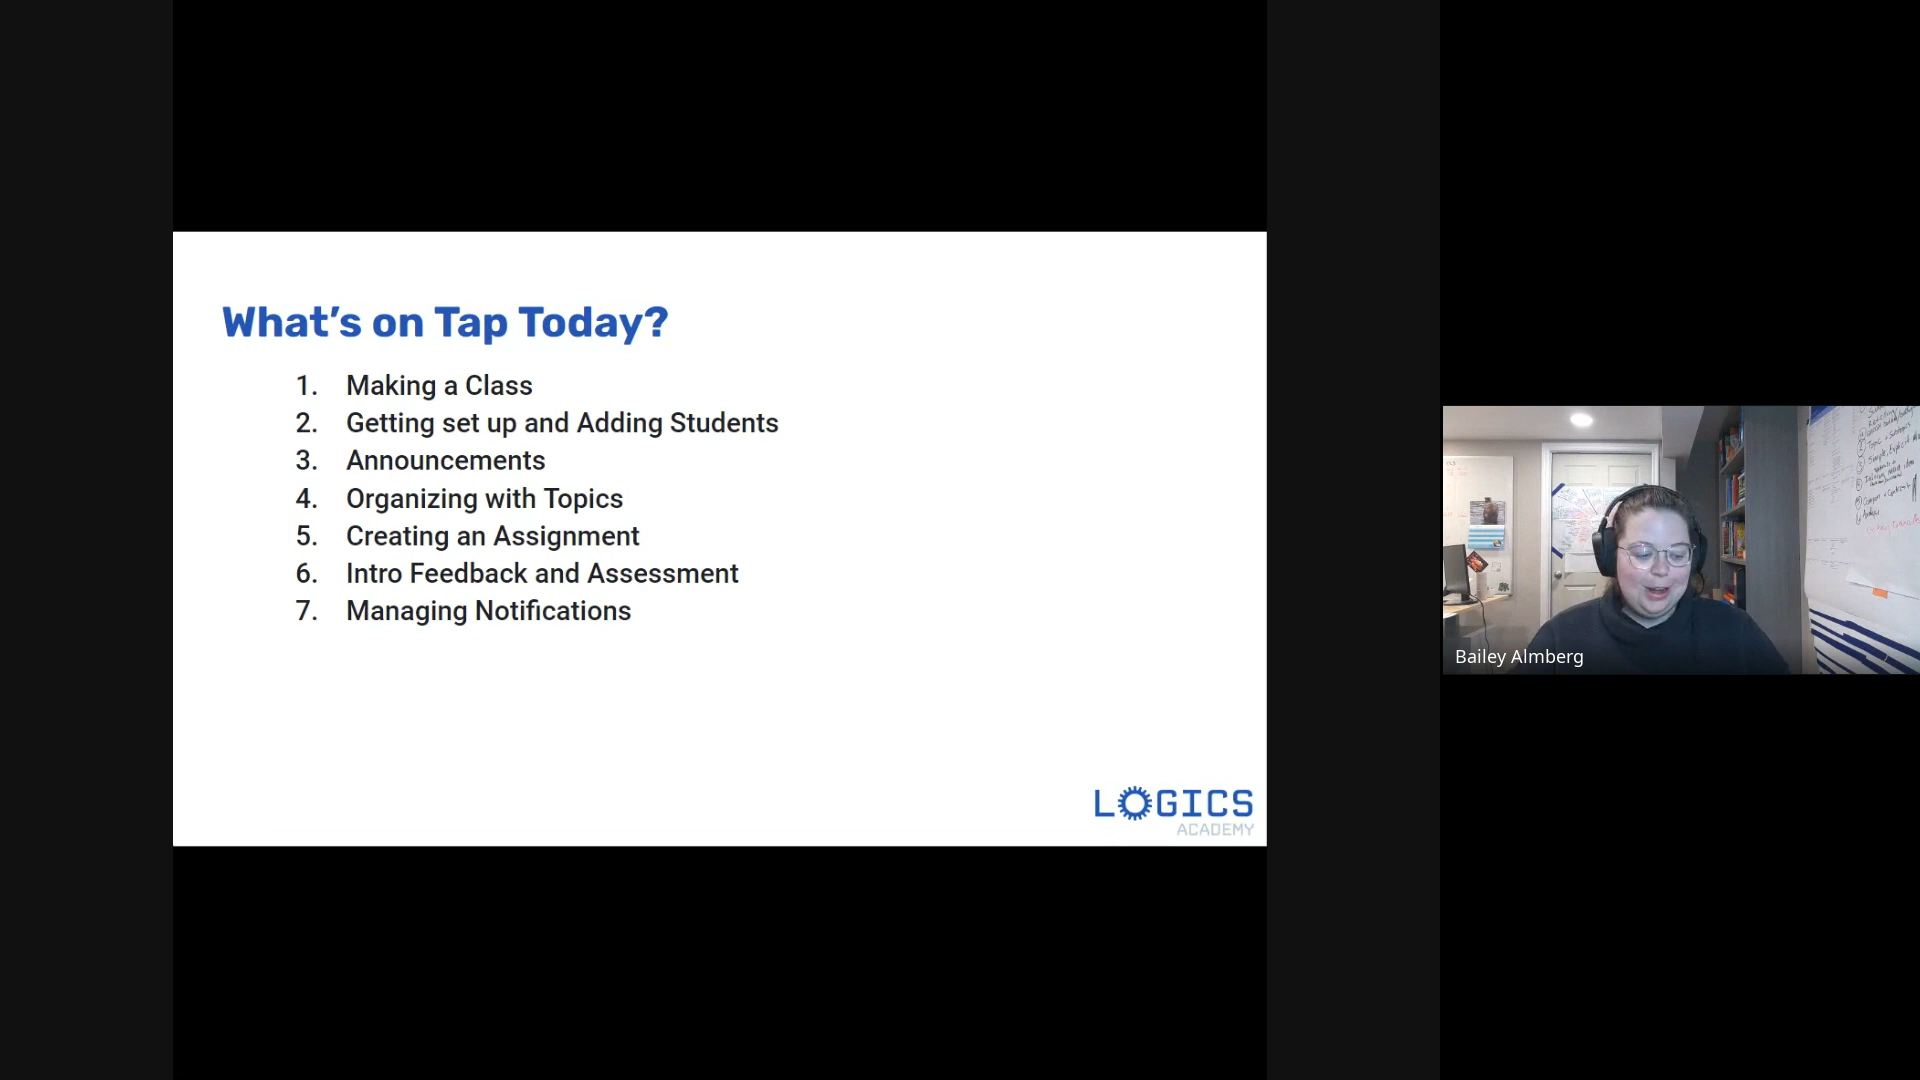 What's on Tap Today?
1. Making a Class
2. Getting set up and Adding Students
3. Announcements
4. Organizing with Topics
5. Creating an Assignment
6. Intro Feedback and Assessment
7. Managing Notifications
LOGICS
ACADEMY
Bailey Almberg